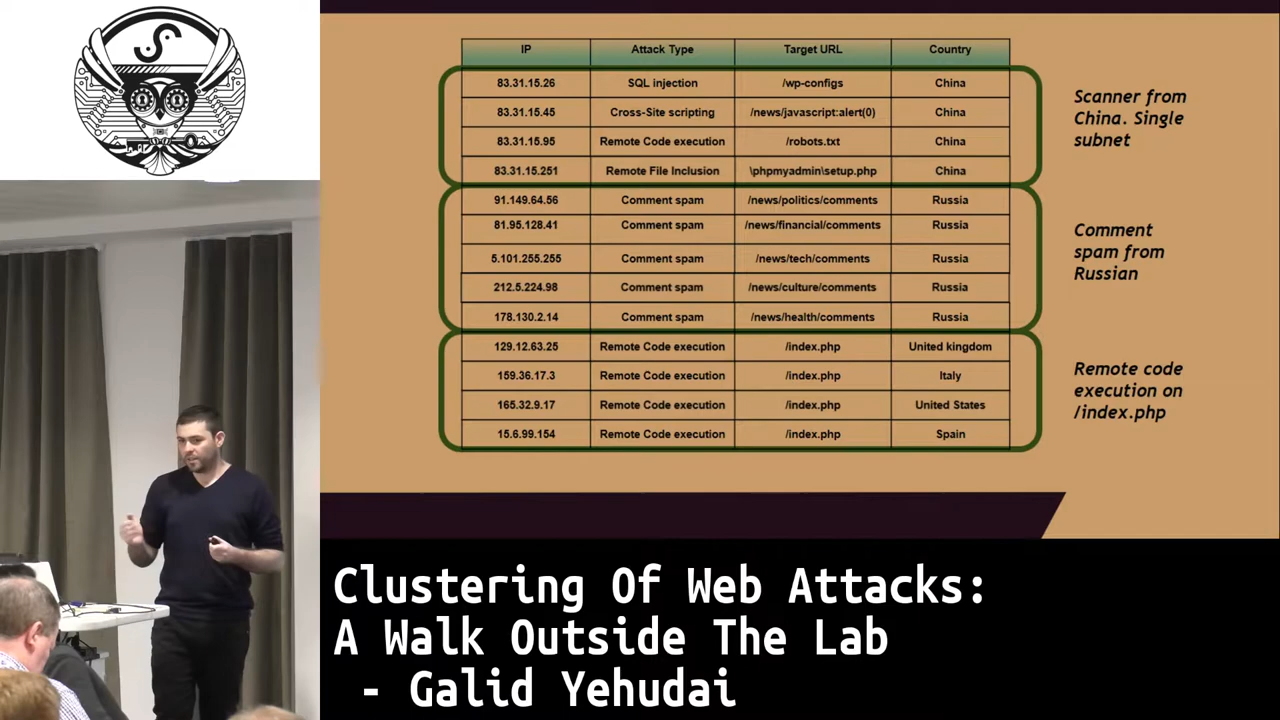 IP Attack Type Target URL Country
83.31.15.26 SQL injection /wp-configs China
83.31.15.45 Cross-Site scripting /news/javascript:alert(0) China
83.31.15.95 Remote Code execution /robots.txt China
83.31.15.251 Remote File Inclusion \phpmyadmin\setup.php China
Scanner from
China. Single
subnet
91.149.64.56 Comment spam /news/politics/comments Russia
81.95.128.41 Comment spam /news/financial/comments Russia
5.101.255.255 Comment spam /news/tech/comments Russia
212.5.224.98 Comment spam /news/culture/comments Russia
178.130.2.14 Comment spam /news/health/comments Russia
Comment
spam from
Russian
129.12.63.25 Remote Code execution /index.php United kingdom
159.36.17.3 Remote Code execution /index.php Italy
165.32.9.17 Remote Code execution /index.php United States
15.6.99.154 Remote Code execution /index.php Spain
Remote code
execution on
/index.php
Clustering Of Web Attacks:
A Walk Outside The Lab
- Galid Yehudai